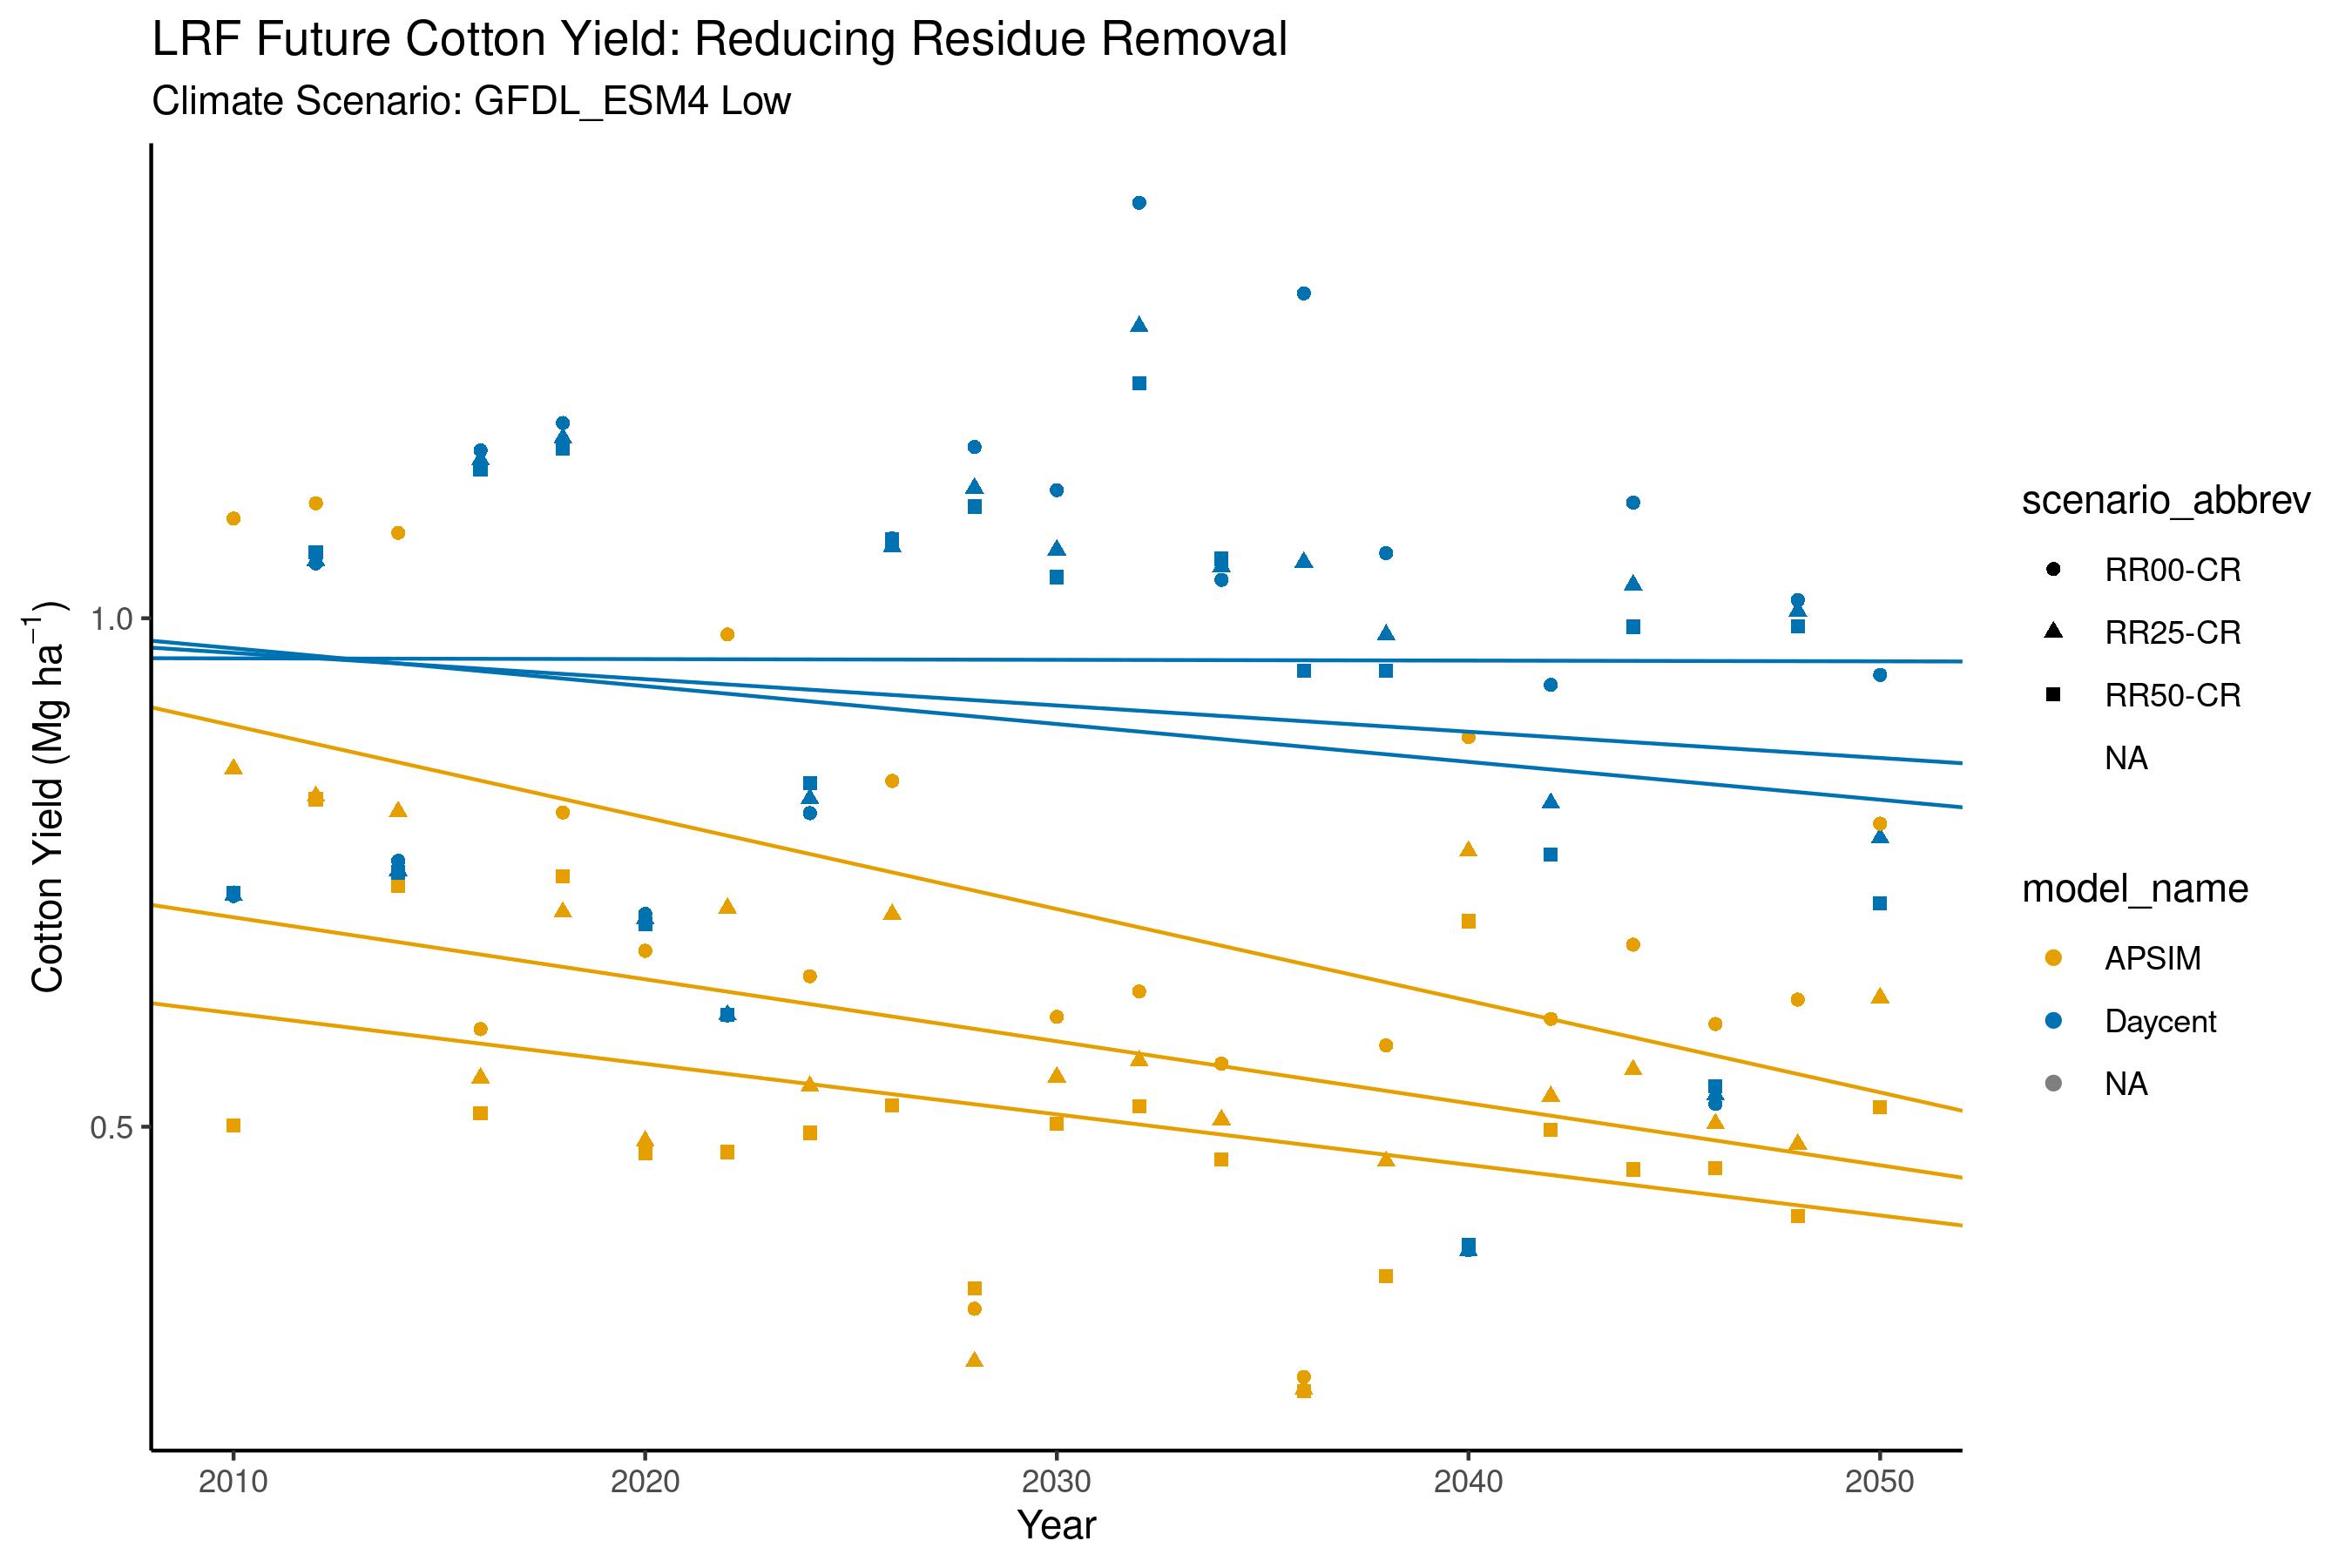 LRF Future Cotton Yield: Reducing Residue Removal
Climate Scenario: GFDL_ESM4 Low
Cotton Yield (Mg ha⁻¹)
1.0
0.5
2010
2020
2030
2040
2050
Year
scenario_abbrev
RR00-CR
RR25-CR
RR50-CR
NA
model_name
APSIM
Daycent
NA